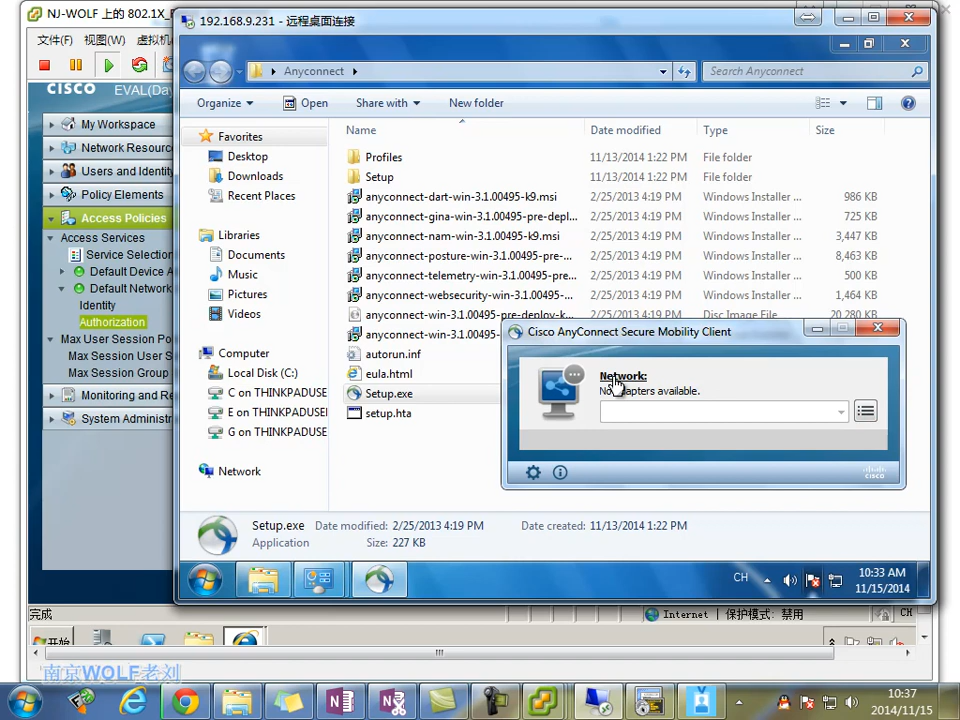 NJ-WOLF 上的 802.1X_
192.168.9.231 - 远程桌面连接
文件(F) 视图(W) 虚拟机
Anyconnect
Search Anyconnect
CISCO EVAL(Da
Organize Open Share with New folder
My Workspace
Network Resourc
Users and Identity
Policy Elements
Access Policies
Access Services
Service Selection
Default Device A
Default Network
Identity
Authorization
Max User Session Po
Max Session User S
Max Session Group
Monitoring and Re
System Administr
Favorites
Desktop
Downloads
Recent Places
Libraries
Documents
Music
Pictures
Videos
Computer
Local Disk (C:)
C on THINKPADUSE
E on THINKPADUSE
G on THINKPADUSE
Network
Name Date modified Type Size
Profiles 11/13/2014 1:22 PM File folder
Setup 11/13/2014 1:22 PM File folder
anyconnect-dart-win-3.1.00495-k9.msi 2/25/2013 4:19 PM Windows Installer ... 986 KB
anyconnect-gina-win-3.1.00495-pre-depl... 2/25/2013 4:19 PM Windows Installer ... 725 KB
anyconnect-nam-win-3.1.00495-k9.msi 2/25/2013 4:19 PM Windows Installer ... 3,447 KB
anyconnect-posture-win-3.1.00495-pre-... 2/25/2013 4:19 PM Windows Installer ... 8,463 KB
anyconnect-telemetry-win-3.1.00495-pre... 2/25/2013 4:19 PM Windows Installer ... 500 KB
anyconnect-websecurity-win-3.1.00495-... 2/25/2013 4:19 PM Windows Installer ... 1,464 KB
anyconnect-win-3.1.00495-pre-deploy-k... 2/25/2013 4:19 PM Disc Image File
anyconnect-win-3.1.00495-
autorun.inf
eula.html
Setup.exe
setup.hta
Cisco AnyConnect Secure Mobility Client
Network:
adapters available.
CISCO
Setup.exe Date modified: 2/25/2013 4:19 PM Date created: 11/13/2014 1:22 PM
Application Size: 227 KB
CH
10:33 AM
11/15/2014
完成
Internet | 保护模式: 禁用
CH
开始
南京WOLF老刘
10:37
2014/11/15